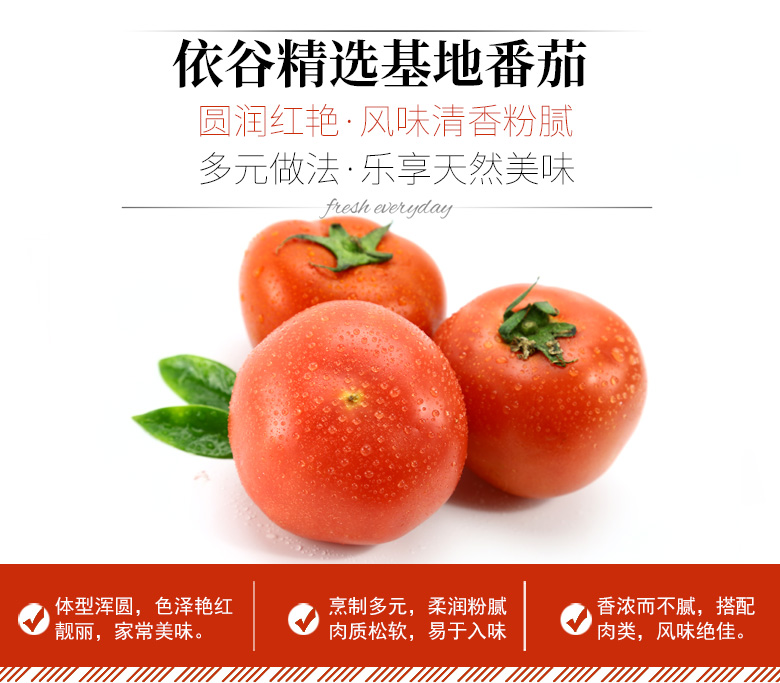 依谷精选基地番茄
圆润红艳·风味清香粉腻
多元做法·乐享天然美味
fresh everyday
体型浑圆，色泽艳红
靓丽，家常美味。
烹制多元，柔润粉腻
肉质松软，易于入味
香浓而不腻，搭配
肉类，风味绝佳。